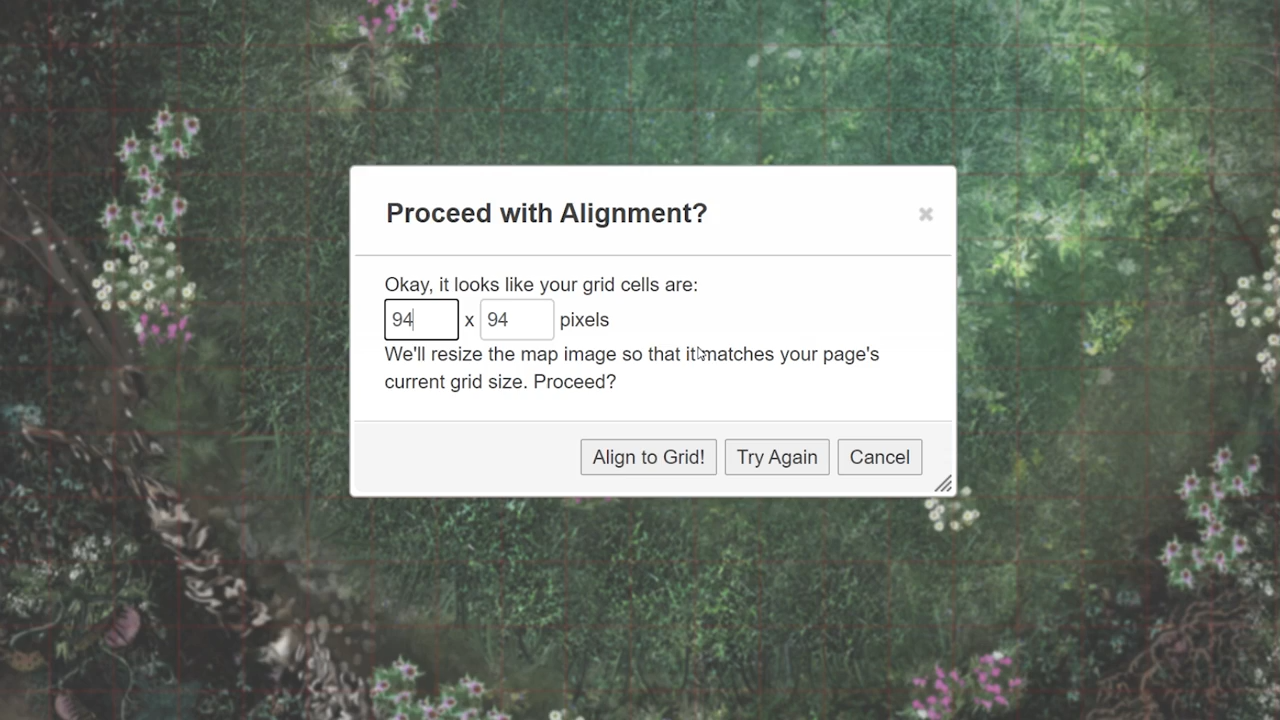 Proceed with Alignment?
Okay, it looks like your grid cells are:
94 x 94 pixels
We'll resize the map image so that it matches your page's
current grid size. Proceed?
Align to Grid! Try Again Cancel